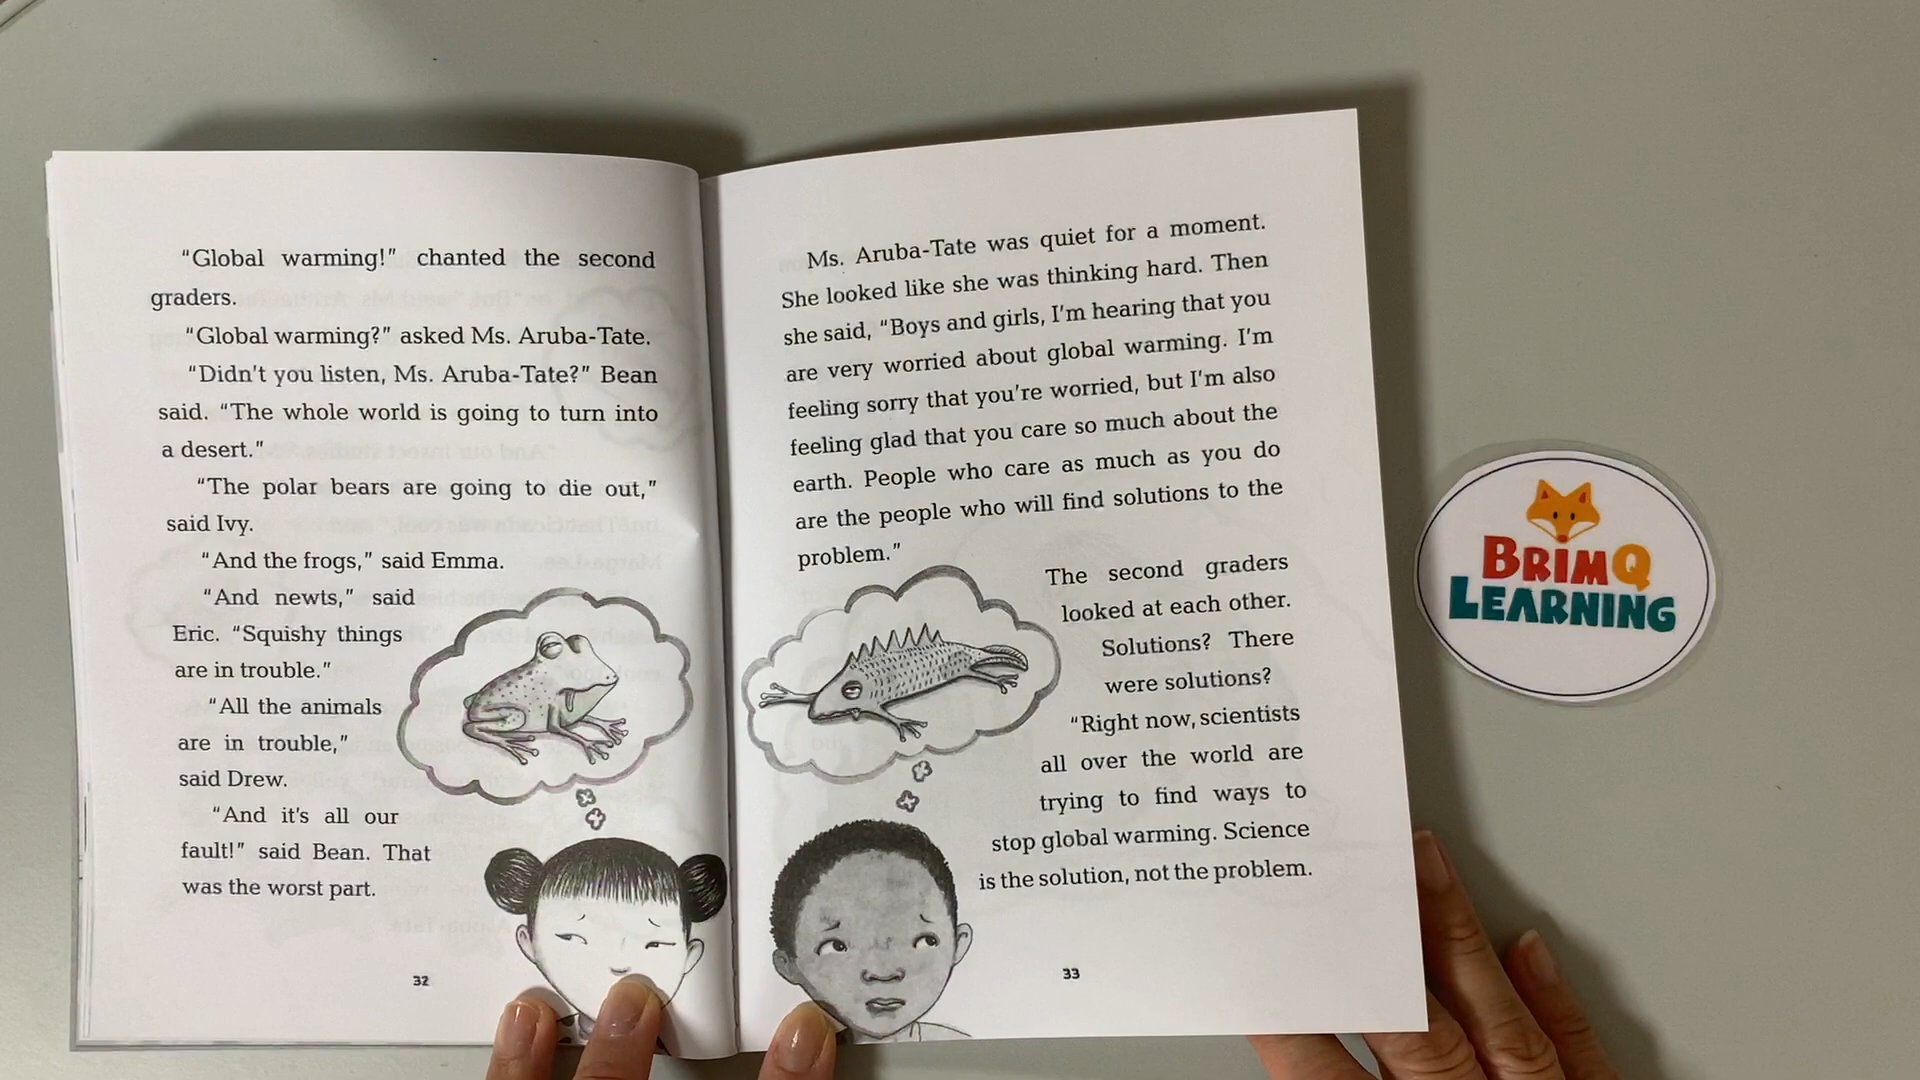 “Global warming!” chanted the second
graders.
“Global warming?” asked Ms. Aruba-Tate.
“Didn’t you listen, Ms. Aruba-Tate?” Bean
said. “The whole world is going to turn into
a desert.”
“The polar bears are going to die out,”
said Ivy.
“And the frogs,” said Emma.
“And newts,” said
Eric. “Squishy things
are in trouble.”
“All the animals
are in trouble,”
said Drew.
“And it’s all our
fault!” said Bean. That
was the worst part.
32
Ms. Aruba-Tate was quiet for a moment.
She looked like she was thinking hard. Then
she said, “Boys and girls, I’m hearing that you
are very worried about global warming. I’m
feeling sorry that you’re worried, but I’m also
feeling glad that you care so much about the
earth. People who care as much as you do
are the people who will find solutions to the
problem.”
The second graders
looked at each other.
Solutions? There
were solutions?
“Right now, scientists
all over the world are
trying to find ways to
stop global warming. Science
is the solution, not the problem.
33
BRIMQ
LEARNING